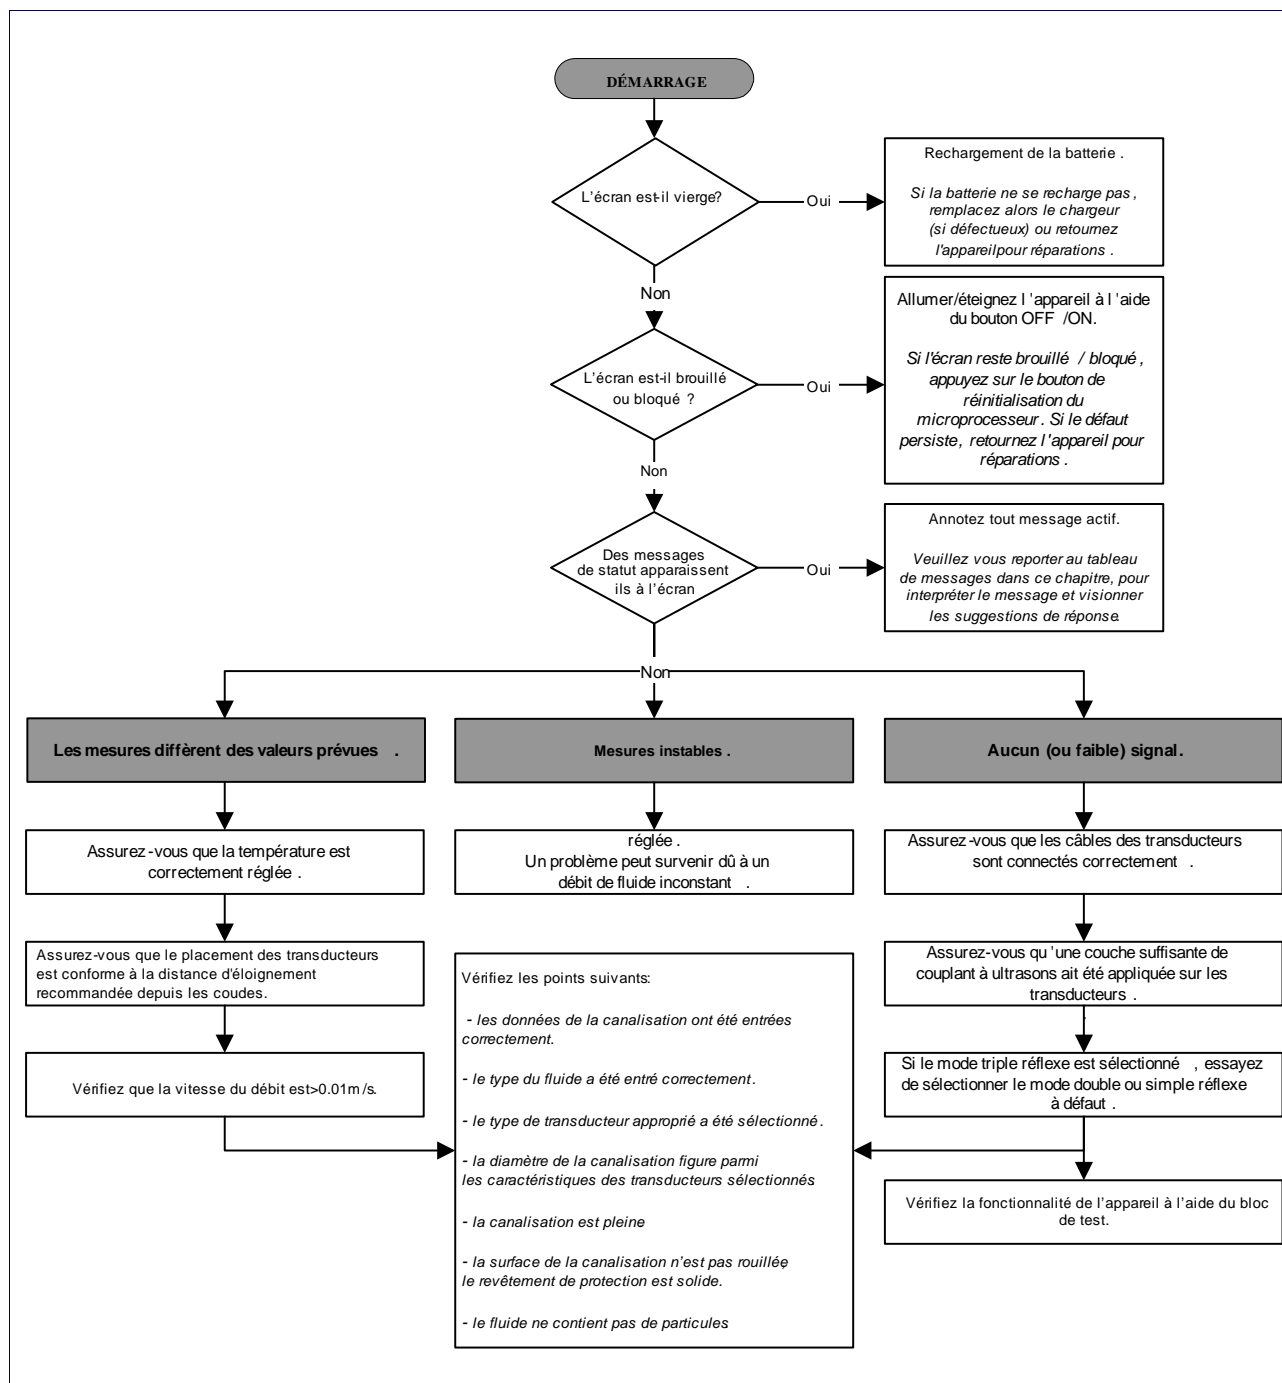 DÉMARRAGE
L'écran est-il vierge?
Oui
Rechargement de la batterie .
Si la batterie ne se recharge pas ,
remplacez alors le chargeur
(si défectueux) ou retournez
l'appareilpour réparations .
Non
L'écran est-il brouillé
ou bloqué ?
Oui
Allumer/éteignez l 'appareil à l 'aide
du bouton OFF /ON.
Si l'écran reste brouillé / bloqué ,
appuyez sur le bouton de
réinitialisation du
microprocesseur . Si le défaut
persiste , retournez l 'appareil pour
réparations .
Non
Des messages
de statut apparaissent
ils à l'écran
Oui
Annotez tout message actif.
Veuillez vous reporter au tableau
de messages dans ce chapitre, pour
interpréter le message et visionner
les suggestions de réponse.
Non
Les mesures diffèrent des valeurs prévues .
Assurez -vous que la température est
correctement réglée .
Assurez-vous que le placement des transducteurs
est conforme à la distance d'éloignement
recommandée depuis les coudes.
Vérifiez que la vitesse du débit est>0.01m/s.
Mesures instables .
réglée .
Un problème peut survenir dû à un
débit de fluide inconstant .
Vérifiez les points suivants:
- les données de la canalisation ont été entrées
correctement.
- le type du fluide a été entré correctement .
- le type de transducteur approprié a été sélectionné .
- la diamètre de la canalisation figure parmi
les caractéristiques des transducteurs sélectionnés
- la canalisation est pleine
- la surface de la canalisation n'est pas rouillée,
le revêtement de protection est solide.
- le fluide ne contient pas de particules.
Aucun (ou faible) signal.
Assurez -vous que les câbles des transducteurs
sont connectés correctement .
Assurez-vous qu 'une couche suffisante de
couplant à ultrasons ait été appliquée sur les
transducteurs .
.
Si le mode triple réflexe est sélectionné , essayez
de sélectionner le mode double ou simple réflexe
à défaut .
Vérifiez la fonctionnalité de l'appareil à l'aide du bloc
de test.